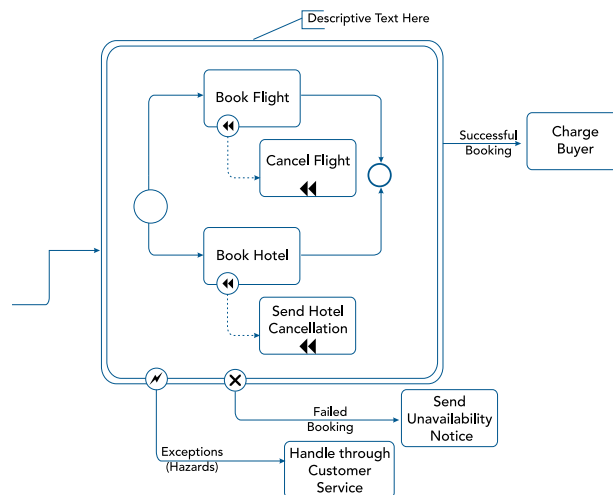 Descriptive Text Here
Book Flight
Cancel Flight
Successful
Booking
Charge
Buyer
Book Hotel
Send Hotel
Cancellation
Failed
Booking
Send
Unavailability
Notice
Exceptions
(Hazards)
Handle through
Customer
Service